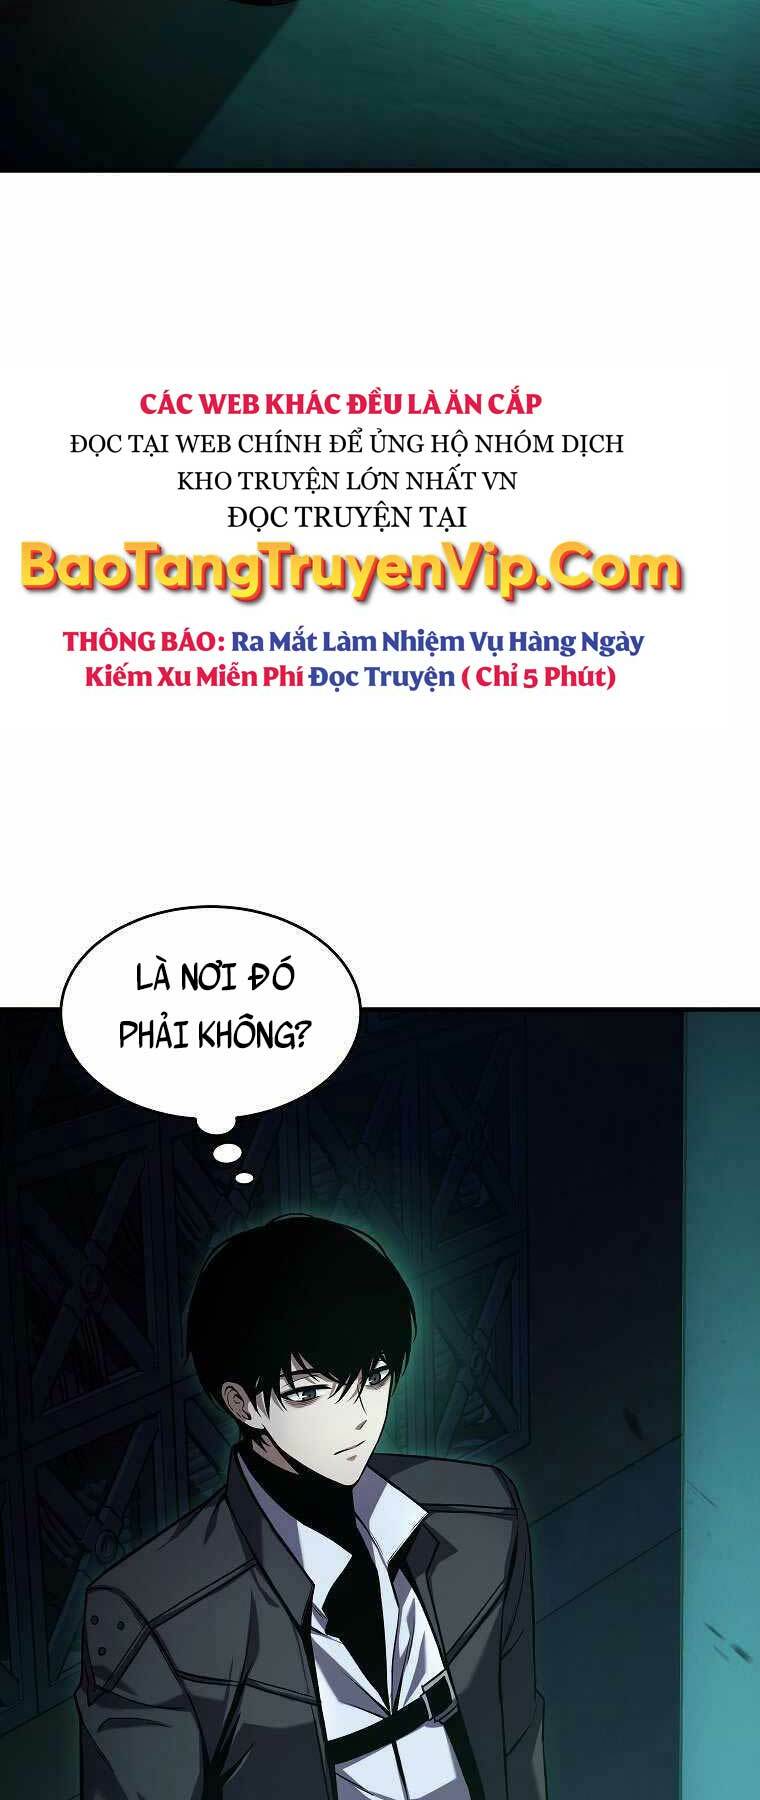 CÁC WEB KHÁC ĐỀU LÀ ĂN CẮP
ĐỌC TẠI WEB CHÍNH ĐỂ ỦNG HỘ NHÓM DỊCH
KHO TRUYỆN LỚN NHẤT VN
ĐỌC TRUYỆN TẠI
BaoTangTruyenVip.Com
THÔNG BÁO: Ra Mắt Làm Nhiệm Vụ Hàng Ngày
Kiếm Xu Miễn Phí Đọc Truyện ( Chỉ 5 Phút)
LÀ NƠI ĐÓ
PHẢI KHÔNG?